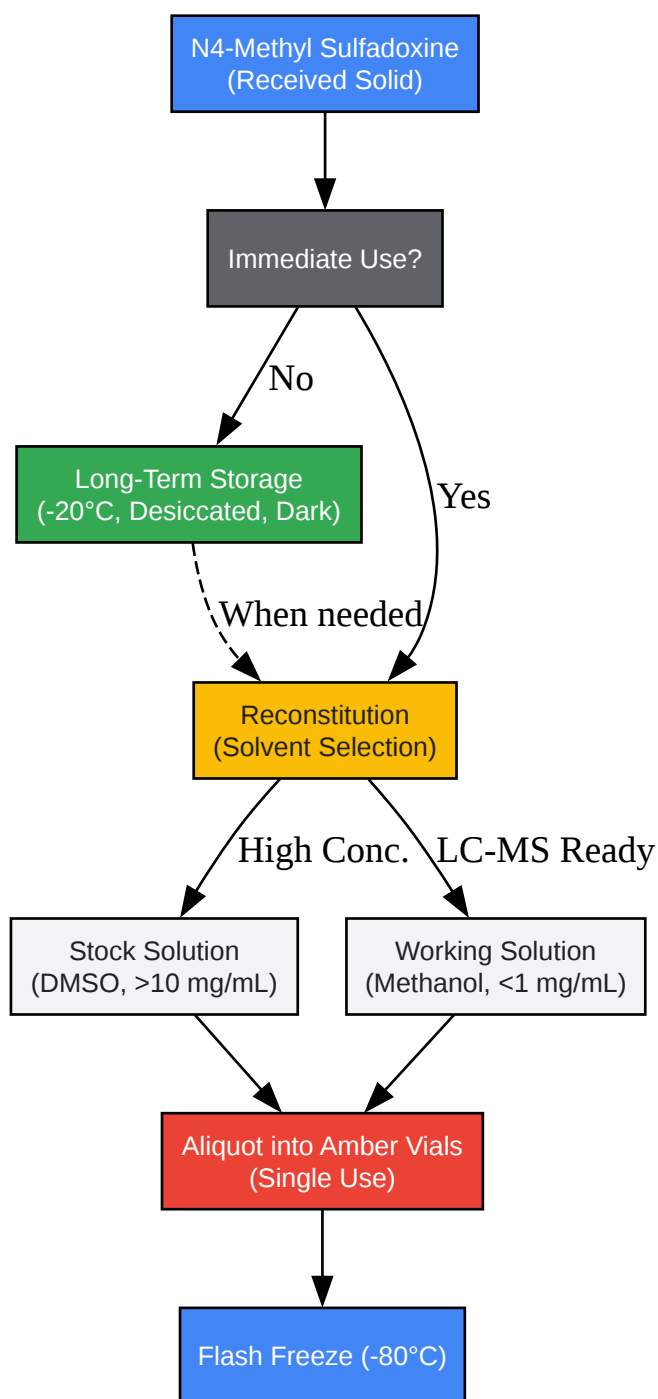 N4-Methyl Sulfadoxine
(Received Solid)
Immediate Use?
No
Yes
Long-Term Storage
(-20°C, Desiccated, Dark)
When needed
Reconstitution
(Solvent Selection)
High Conc.
LC-MS Ready
Stock Solution
(DMSO, >10 mg/mL)
Working Solution
(Methanol, <1 mg/mL)
Aliquot into Amber Vials
(Single Use)
Flash Freeze (-80°C)